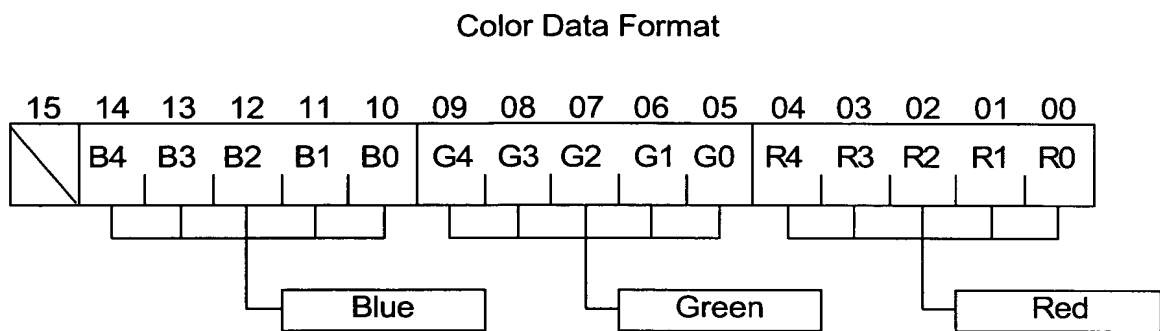 Color Data Format
15 14 13 12 11 10 09 08 07 06 05 04 03 02 01 00
B4 B3 B2 B1 B0 G4 G3 G2 G1 G0 R4 R3 R2 R1 R0
Blue Green Red